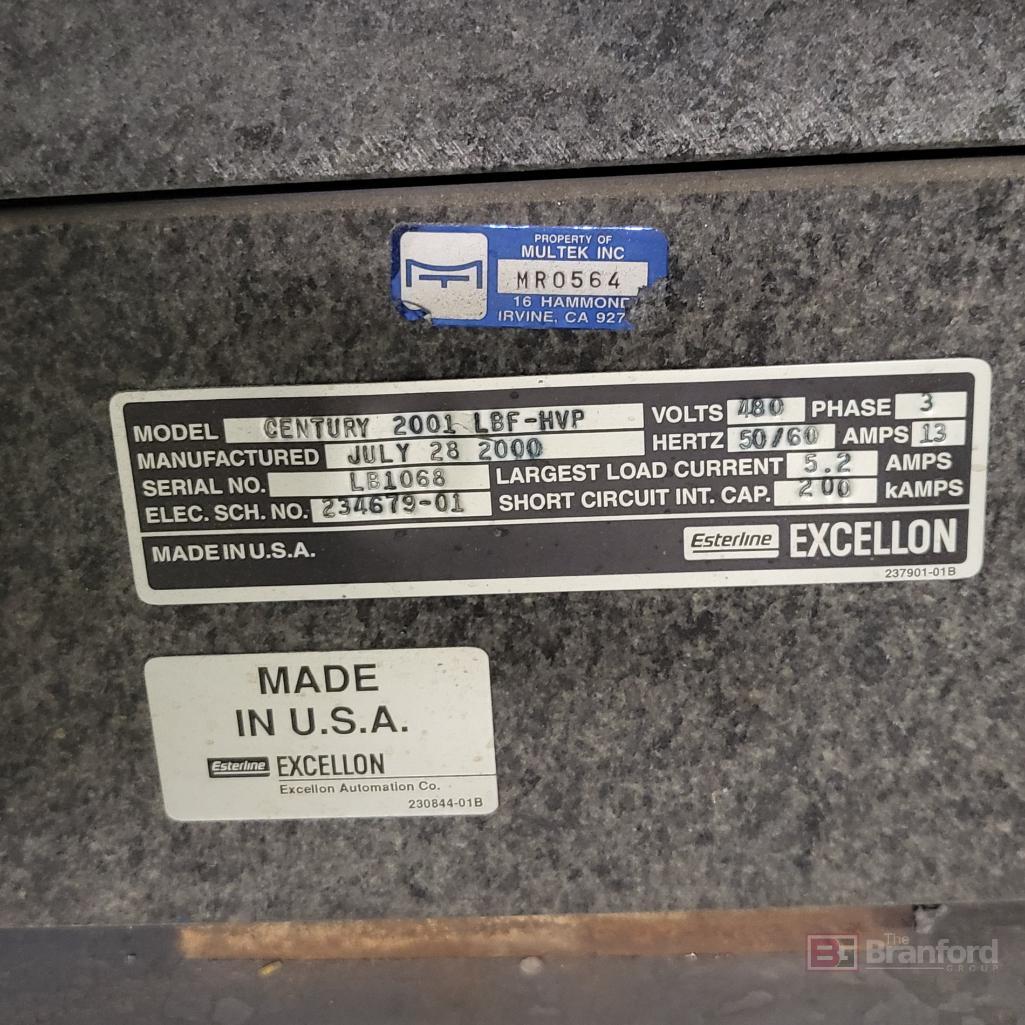 PROPERTY OF
MULTEK INC
MR0564
16 HAMMOND
IRVINE, CA 927
MODEL CENTURY 2001 LBF-HVP VOLTS 480 PHASE 3
MANUFACTURED JULY 28 2000 HERTZ 50/60 AMPS 13
SERIAL NO. LB1068 LARGEST LOAD CURRENT 5.2 AMPS
ELEC. SCH. NO. 234679-01 SHORT CIRCUIT INT. CAP. 200 kAMPS
MADE IN U.S.A. Esterline EXCELLON
237901-01B
MADE
IN U.S.A.
Esterline EXCELLON
Excellon Automation Co.
230844-01B
BG The Branford
GROUP